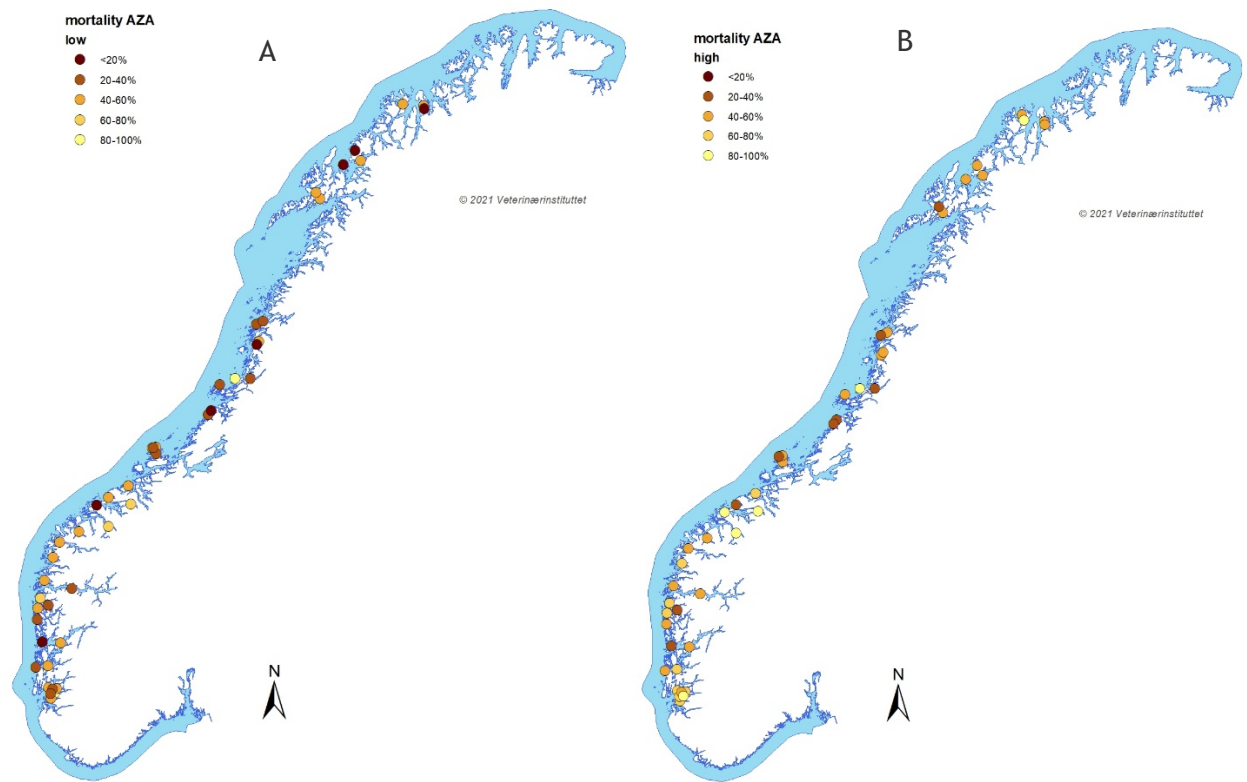 mortality AZA
low
<20%
20-40%
40-60%
60-80%
80-100%
A
© 2021 Veterinærinstituttet
N
mortality AZA
high
<20%
20-40%
40-60%
60-80%
80-100%
B
© 2021 Veterinærinstituttet
N